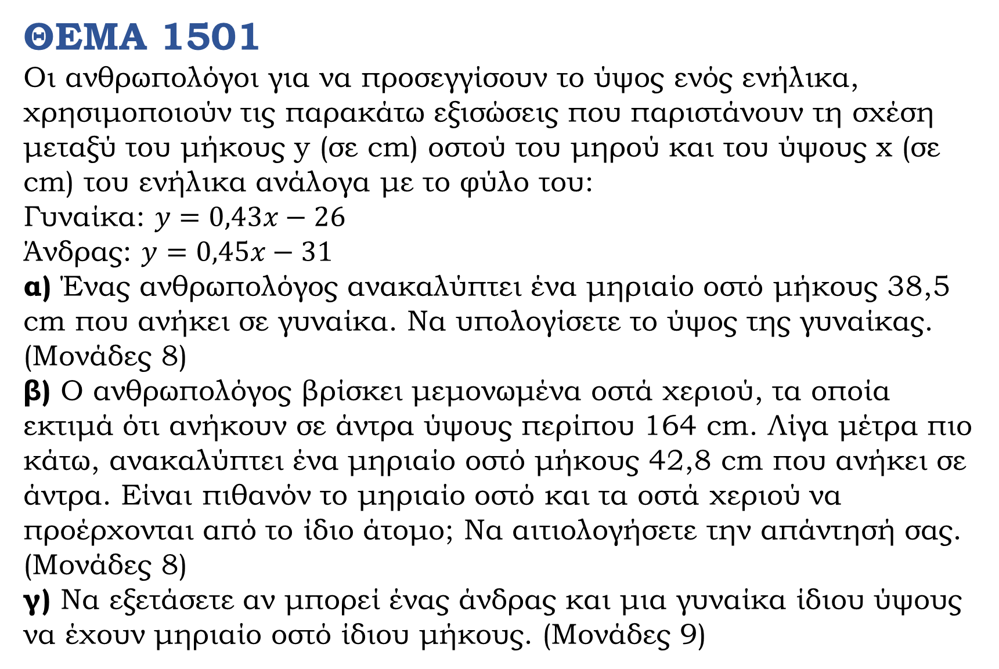 ΘΕΜΑ 1501
Οι ανθρωπολόγοι για να προσεγγίσουν το ύψος ενός ενήλικα,
χρησιμοποιούν τις παρακάτω εξισώσεις που παριστάνουν τη σχέση
μεταξύ του μήκους y (σε cm) οστού του μηρού και του ύψους x (σε
cm) του ενήλικα ανάλογα με το φύλο του:
Γυναίκα: y = 0,43x − 26
Άνδρας: y = 0,45x − 31
α) Ένας ανθρωπολόγος ανακαλύπτει ένα μηριαίο οστό μήκους 38,5
cm που ανήκει σε γυναίκα. Να υπολογίσετε το ύψος της γυναίκας.
(Μονάδες 8)
β) Ο ανθρωπολόγος βρίσκει μεμονωμένα οστά χεριού, τα οποία
εκτιμά ότι ανήκουν σε άντρα ύψους περίπου 164 cm. Λίγα μέτρα πιο
κάτω, ανακαλύπτει ένα μηριαίο οστό μήκους 42,8 cm που ανήκει σε
άντρα. Είναι πιθανόν το μηριαίο οστό και τα οστά χεριού να
προέρχονται από το ίδιο άτομο; Να αιτιολογήσετε την απάντησή σας.
(Μονάδες 8)
γ) Να εξετάσετε αν μπορεί ένας άνδρας και μια γυναίκα ίδιου ύψους
να έχουν μηριαίο οστό ίδιου μήκους. (Μονάδες 9)